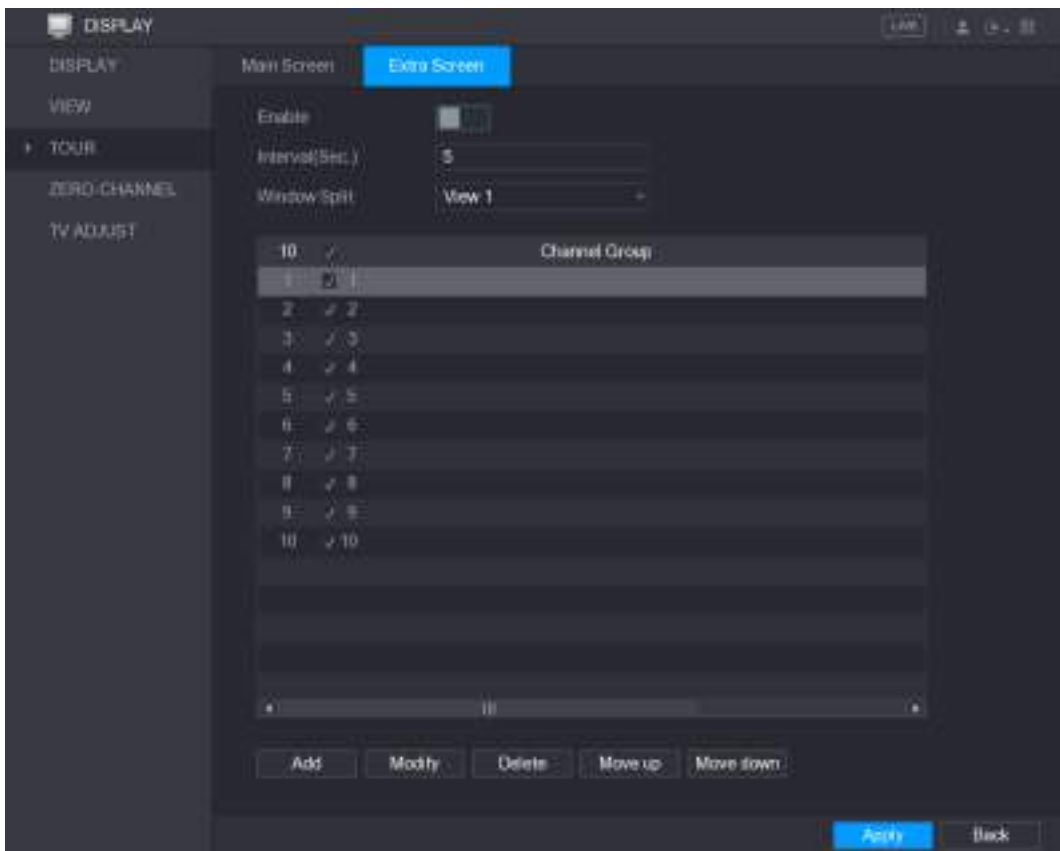 DISPLAY LIVE
DISPLAY
VIEW
TOUR
ZERO-CHANNEL
TV ADJUST
Main Screen Extra Screen
Enable
Interval(Sec.) 5
Window Split View 1
10 Channel Group
1 1
2 2
3 3
4 4
5 5
6 6
7 7
8 8
9 9
10 10
Add Modify Delete Move up Move down
Apply Back